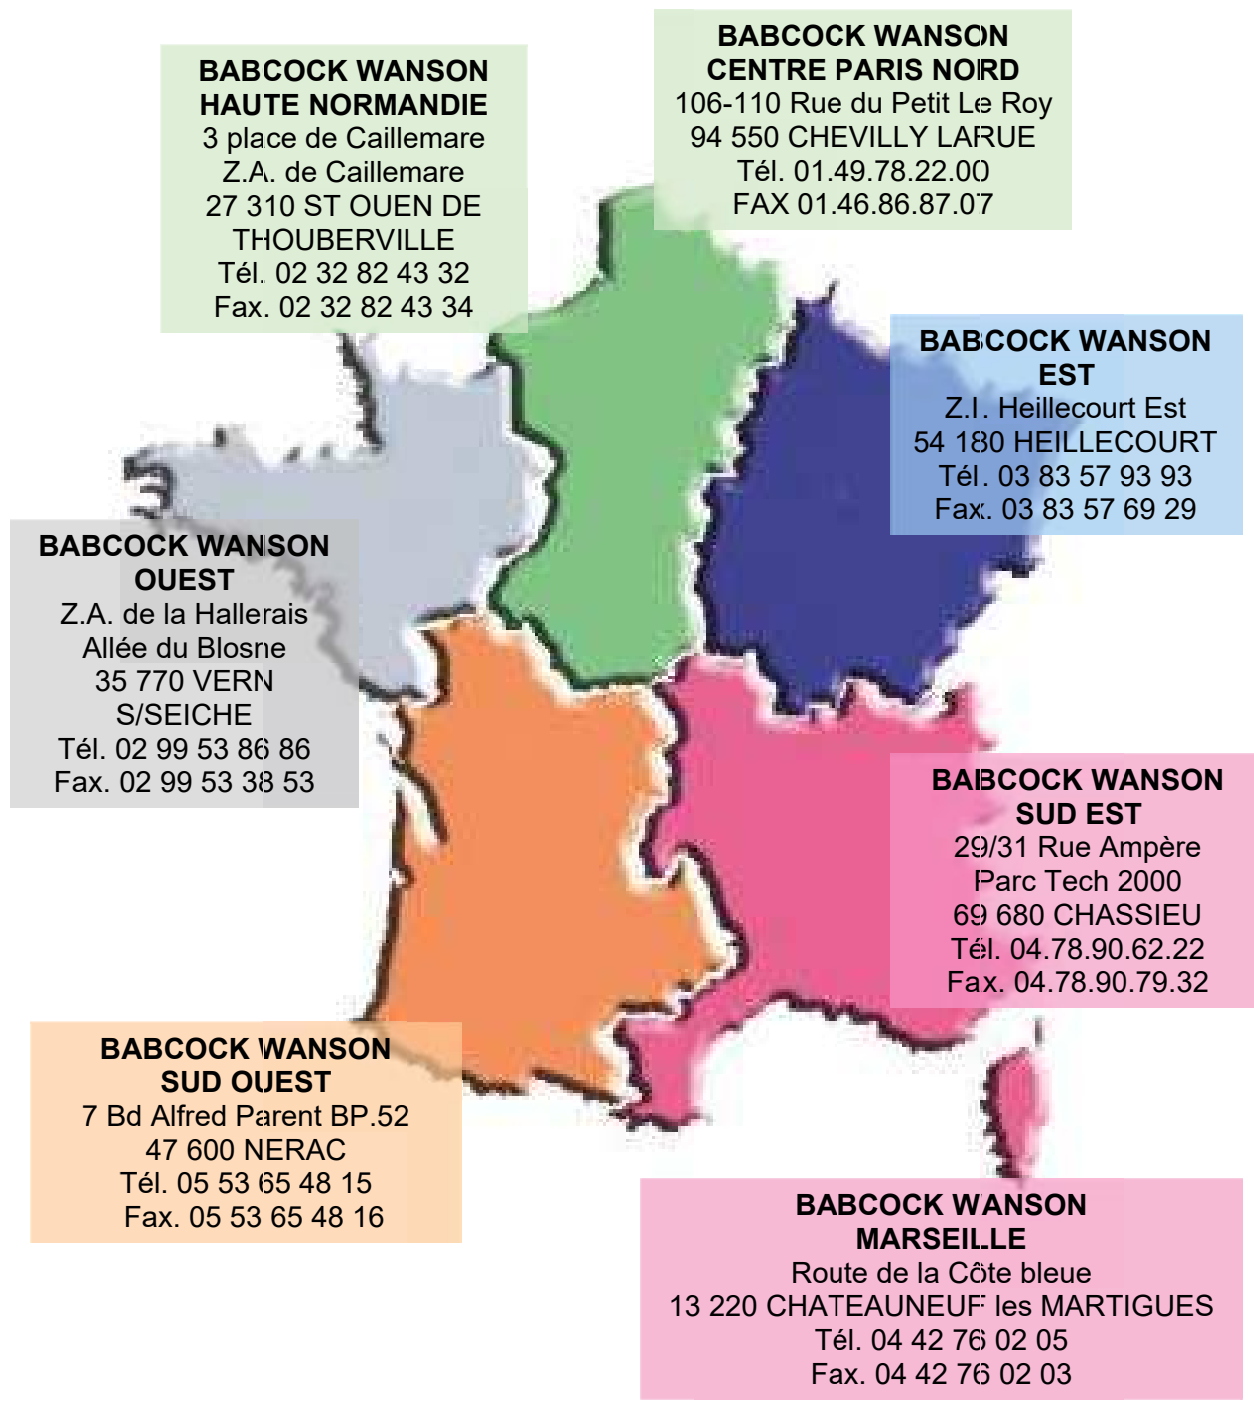 BABCOCK WANSON
HAUTE NORMANDIE
3 place de Caillemare
Z.A. de Caillemare
27 310 ST OUEN DE
THOUBERVILLE
Tél. 02 32 82 43 32
Fax. 02 32 82 43 34
BABCOCK WANSON
CENTRE PARIS NORD
106-110 Rue du Petit Le Roy
94 550 CHEVILLY LARUE
Tél. 01.49.78.22.00
FAX 01.46.86.87.07
BABCOCK WANSON
EST
Z.I. Heillecourt Est
54 180 HEILLECOURT
Tél. 03 83 57 93 93
Fax. 03 83 57 69 29
BABCOCK WANSON
OUEST
Z.A. de la Hallerais
Allée du Blosne
35 770 VERN
S/SEICHE
Tél. 02 99 53 86 86
Fax. 02 99 53 38 53
BABCOCK WANSON
SUD EST
29/31 Rue Ampère
Parc Tech 2000
69 680 CHASSIEU
Tél. 04.78.90.62.22
Fax. 04.78.90.79.32
BABCOCK WANSON
SUD OUEST
7 Bd Alfred Parent BP.52
47 600 NERAC
Tél. 05 53 65 48 15
Fax. 05 53 65 48 16
BABCOCK WANSON
MARSEILLE
Route de la Côte bleue
13 220 CHATEAUNEUF les MARTIGUES
Tél. 04 42 76 02 05
Fax. 04 42 76 02 03